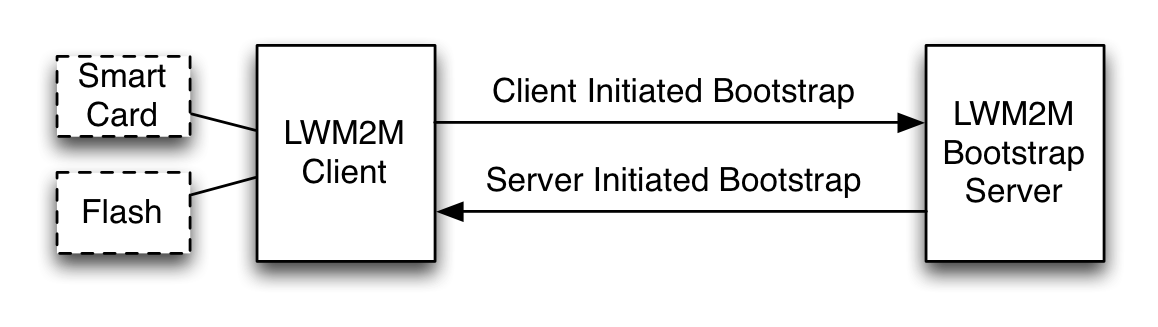 Smart
Card
Flash
LWM2M
Client
Client Initiated Bootstrap
Server Initiated Bootstrap
LWM2M
Bootstrap
Server